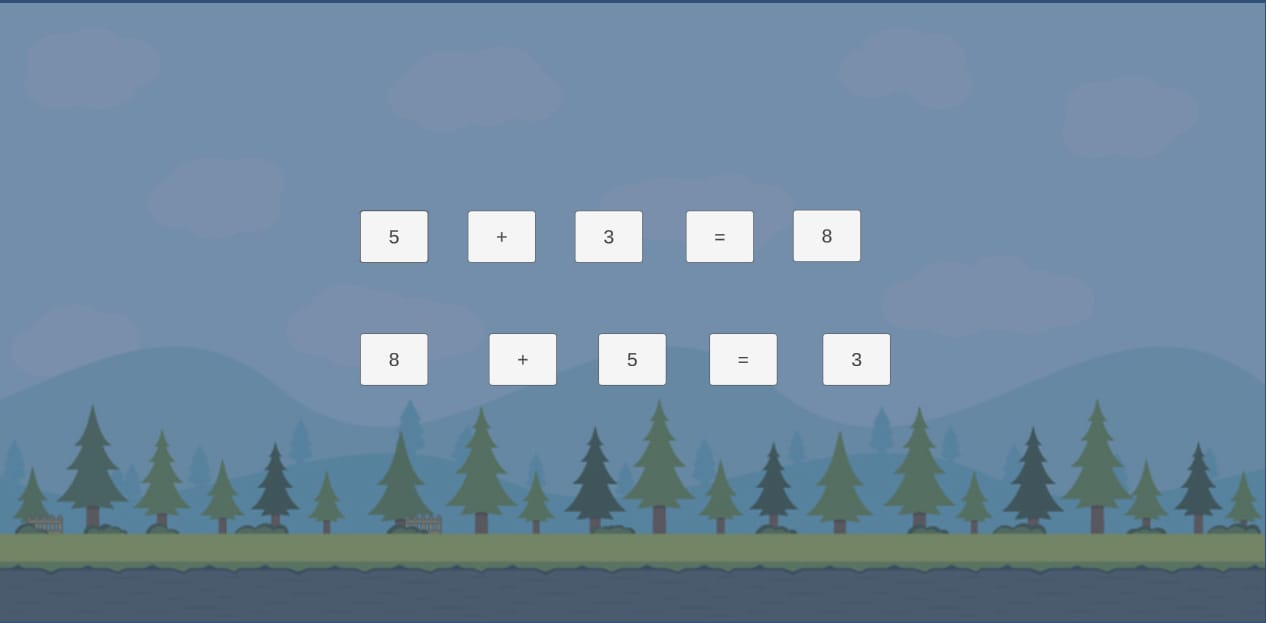 5 + 3 = 8
8 + 5 = 3